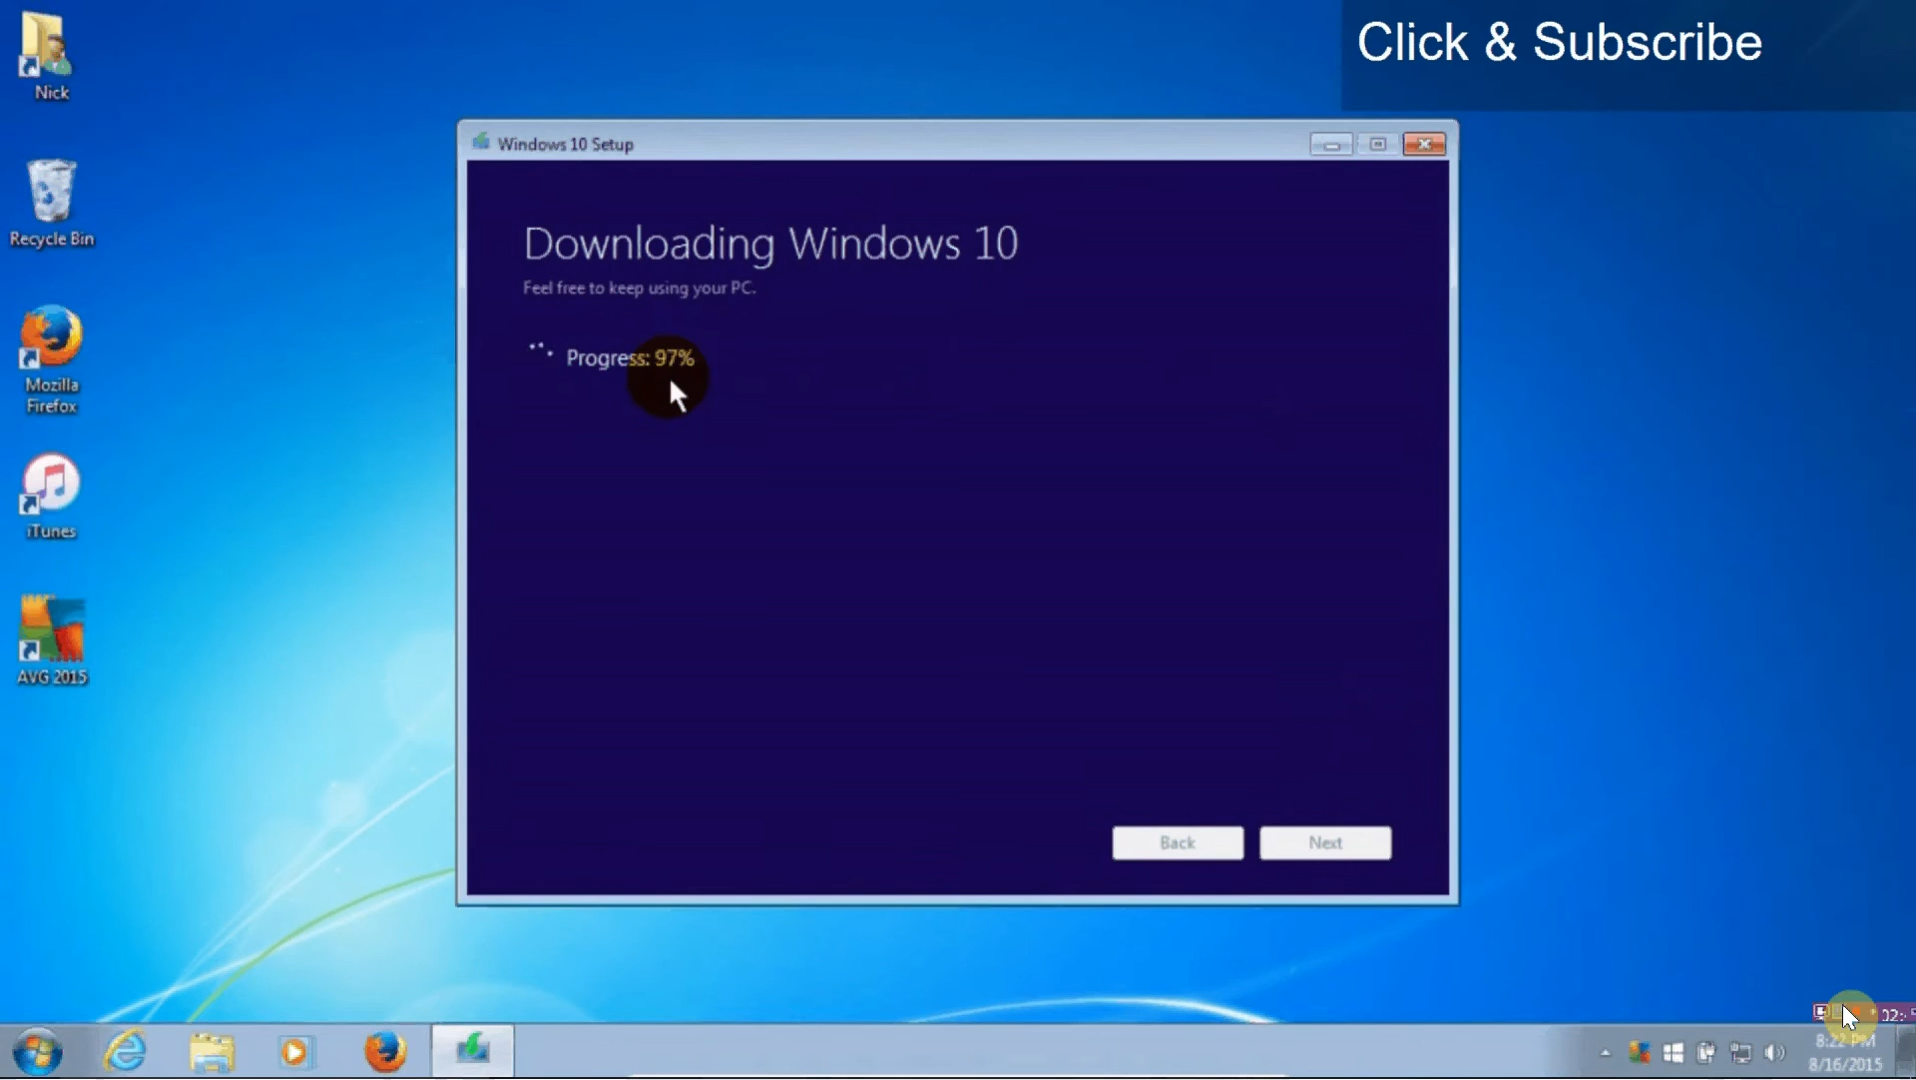 Click & Subscribe
Nick
Recycle Bin
Mozilla
Firefox
iTunes
AVG 2015
Windows 10 Setup
Downloading Windows 10
Feel free to keep using your PC.
Progress: 97%
Back
Next
02:
8:22 PM
8/16/2015